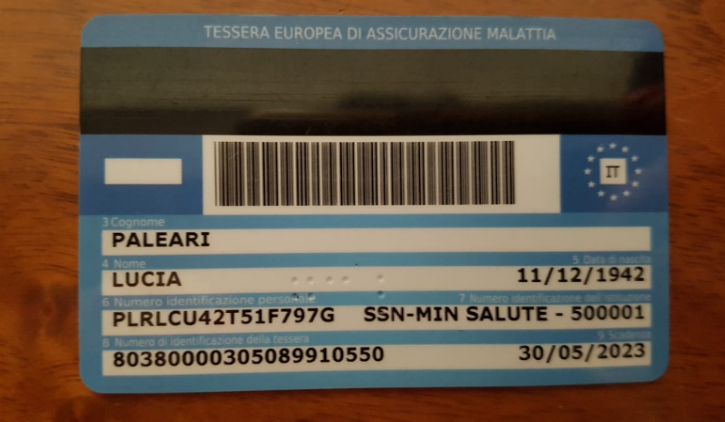 TESSERA EUROPEA DI ASSICURAZIONE MALATTIA
IT
3 Cognome
PALEARI
4 Nome 5 Data di nascita
LUCIA 11/12/1942
6 Numero identificazione personale 7 Numero identificazione dell'istituzione
PLRLCU42T51F797G SSN-MIN SALUTE - 500001
8 Numero di identificazione della tessera 9 Scadenza
80380000305089910550 30/05/2023